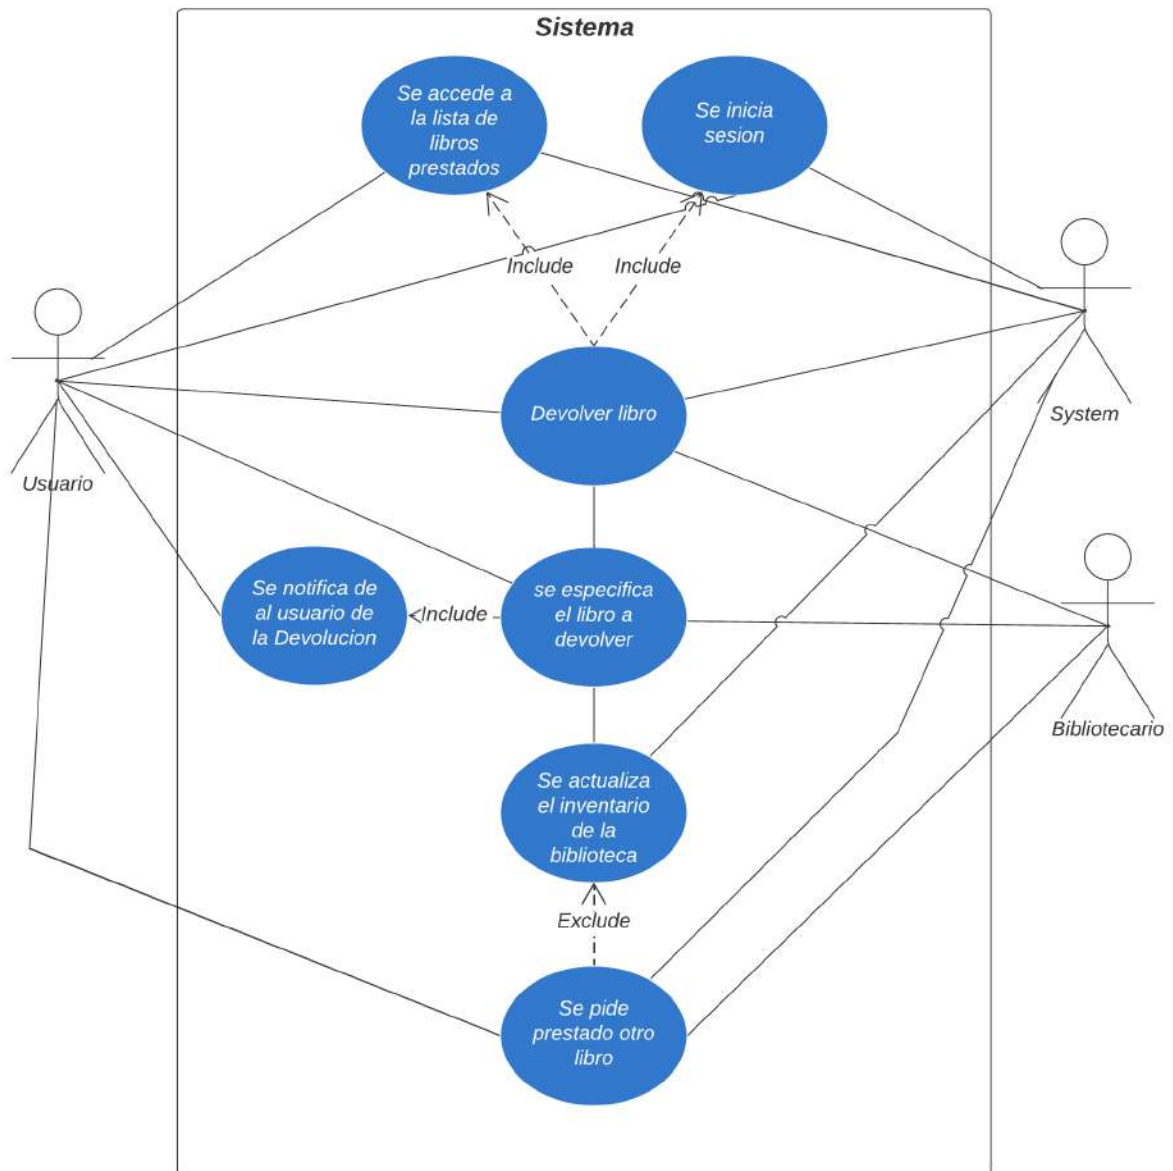 Sistema
Se accede a
la lista de
libros
prestados
Se inicia
sesion
Include
Include
Devolver libro
System
Usuario
Se notifica de
al usuario de
la Devolucion
Include
se especifica
el libro a
devolver
Bibliotecario
Se actualiza
el inventario
de la
biblioteca
Exclude
Se pide
prestado otro
libro